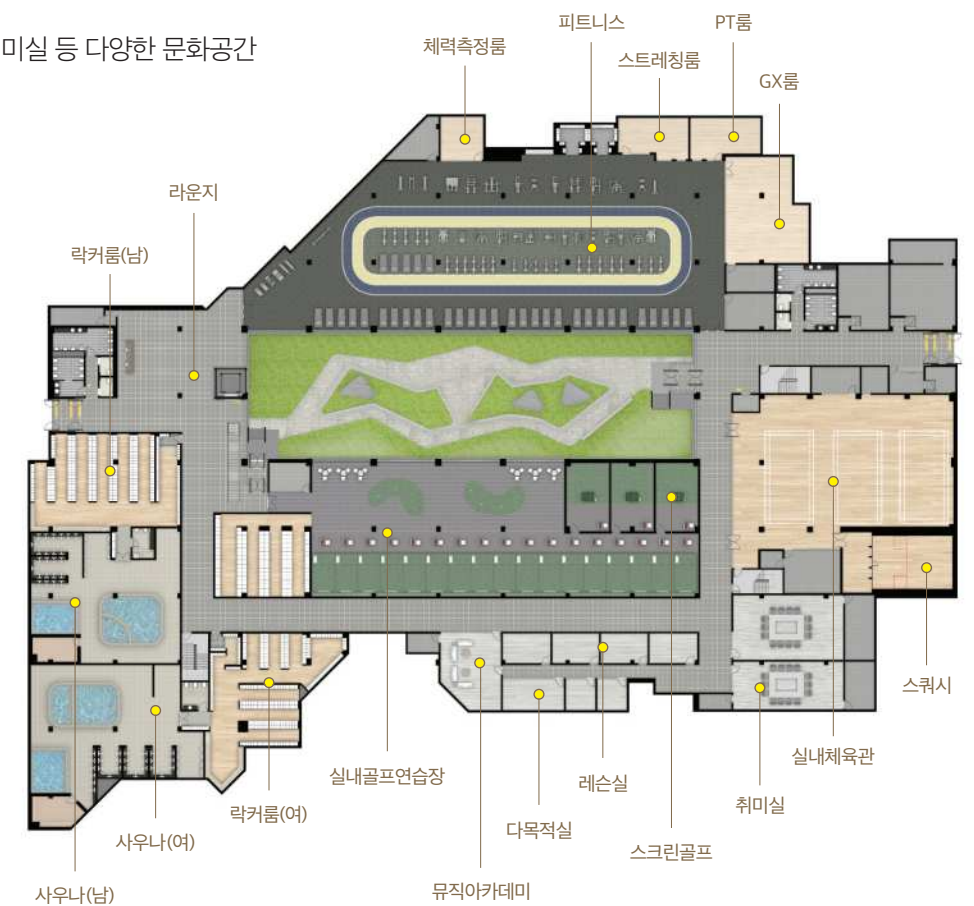 미실 등 다양한 문화공간
피트니스
PT룸
체력측정룸
스트레칭룸
GX룸
라운지
락커룸(남)
스쿼시
실내체육관
실내골프연습장
레슨실
취미실
락커룸(여)
다목적실
사우나(여)
스크린골프
사우나(남)
뮤직아카데미